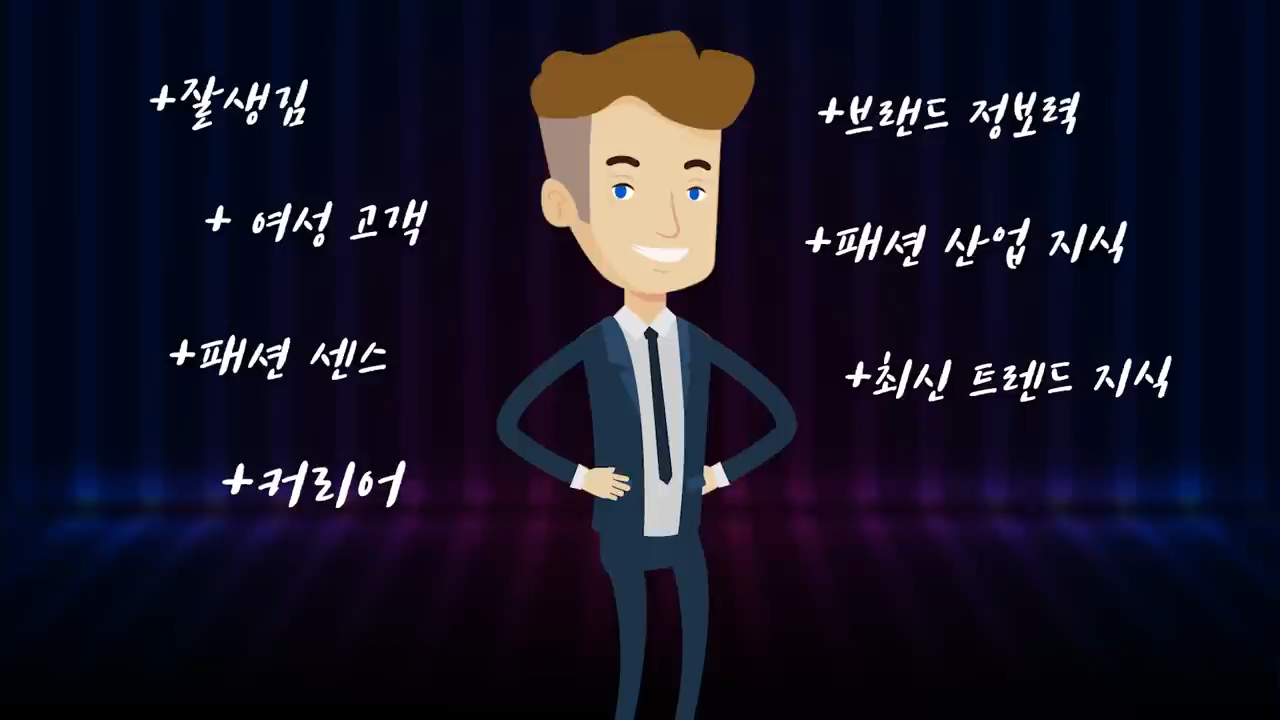 +잘생김
+ 여성 고객
+패션 센스
+커리어
+브랜드 정보력
+패션 산업 지식
+최신 트렌드 지식